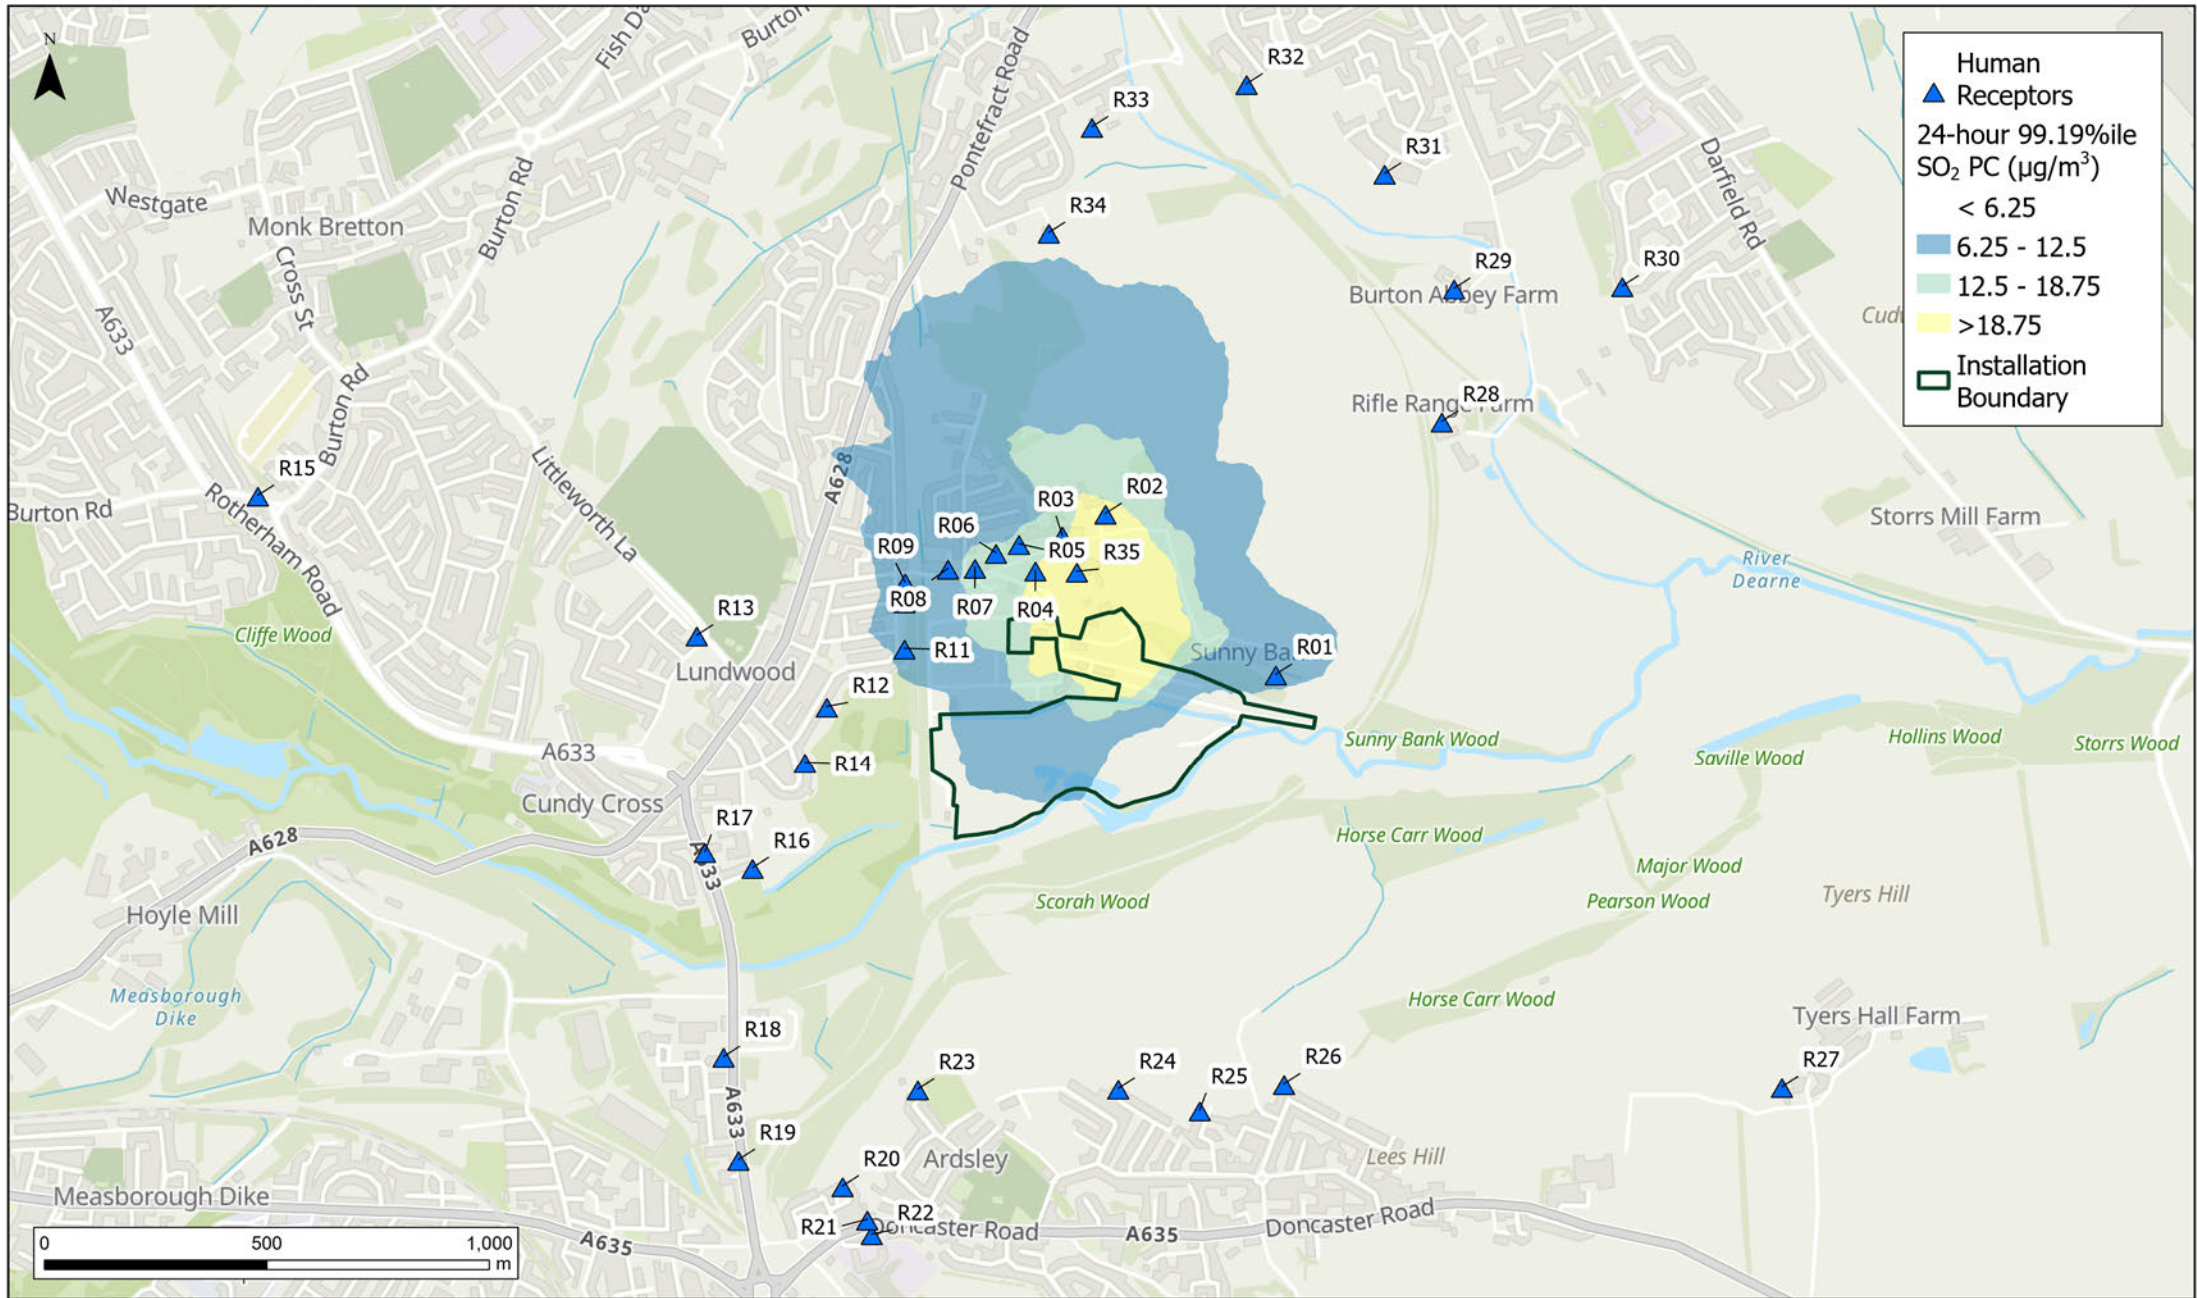 N
Fish Da
Burton
Pontefract Road
R32
R33
Human
Receptors
24-hour 99.19%ile
SO₂ PC (µg/m³)
< 6.25
6.25 - 12.5
12.5 - 18.75
>18.75
Installation
Boundary
R31
Darfield Rd
Westgate
Monk Bretton
Burton Rd
Cross St
R34
R29
R30
Burton Abbey Farm
Cudw
A633
Burton Rd
Rifle Range Farm
R28
R15
Burton Rd
Rotherham Road
Littleworth La
A628
R03
R02
R06
R05
R35
R09
R08
R07
R04
Storrs Mill Farm
River
Dearne
R13
Cliffe Wood
Lundwood
R11
Sunny Ba
R01
R12
A633
R14
Sunny Bank Wood
Saville Wood
Hollins Wood
Storrs Wood
Cundy Cross
R17
R16
A628
A633
Horse Carr Wood
Major Wood
Pearson Wood
Tyers Hill
Hoyle Mill
Scorah Wood
Measborough
Dike
Horse Carr Wood
Tyers Hall Farm
R18
R23
R24
R25
R26
R27
A633
R19
R20
Ardsley
Lees Hill
Measborough Dike
R21
R22
Doncaster Road
A635
Doncaster Road
A635
0
500
1,000
m